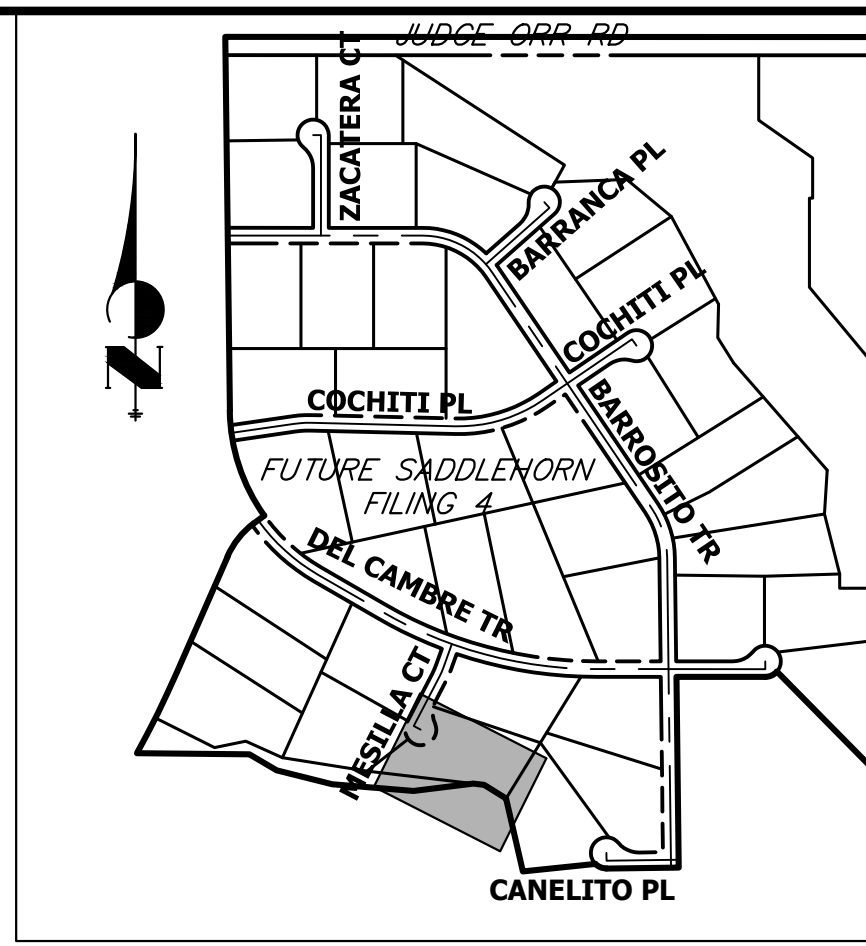 JUDGE ORR RD
ZACATERA CT
BARRANCA PL
COCHITI PL
COCHITI PL
BARROSITO TR
FUTURE SADDLEHORN
FILING 4
DEL CAMBRE TR
MESILLA CT
CANELITO PL
N